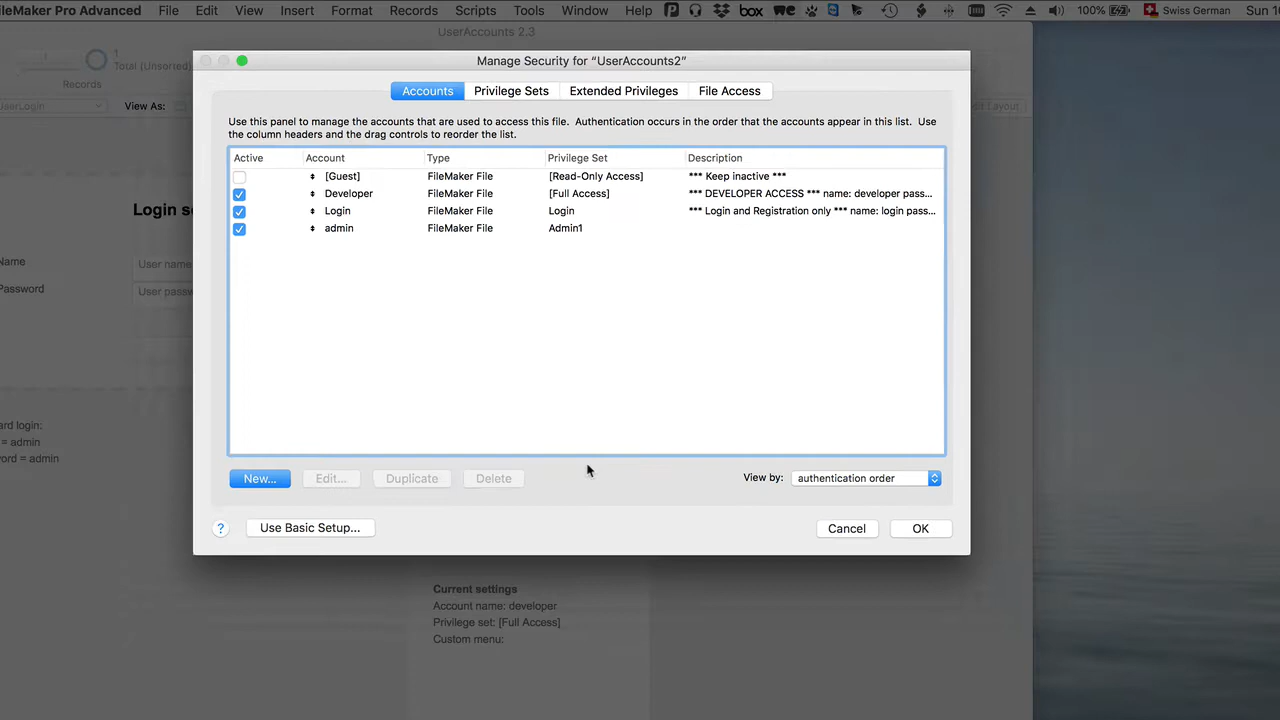 FileMaker Pro Advanced File Edit View Insert Format Records Scripts Tools Window Help box 100% Swiss German Sun
UserAccounts 2.3
Manage Security for “UserAccounts2”
1
Total (Unsorted)
Records
Accounts Privilege Sets Extended Privileges File Access
View As:
Use this panel to manage the accounts that are used to access this file. Authentication occurs in the order that the accounts appear in this list. Use
the column headers and the drag controls to reorder the list.
Active Account Type Privilege Set Description
[Guest] FileMaker File [Read-Only Access] *** Keep inactive ***
Developer FileMaker File [Full Access] *** DEVELOPER ACCESS *** name: developer pass...
Login FileMaker File Login *** Login and Registration only *** name: login pass...
admin FileMaker File Admin1
Login
Name User name
Password User passw
ard login:
= admin
word = admin
New... Edit... Duplicate Delete View by: authentication order
? Use Basic Setup... Cancel OK
Current settings
Account name: developer
Privilege set: [Full Access]
Custom menu: